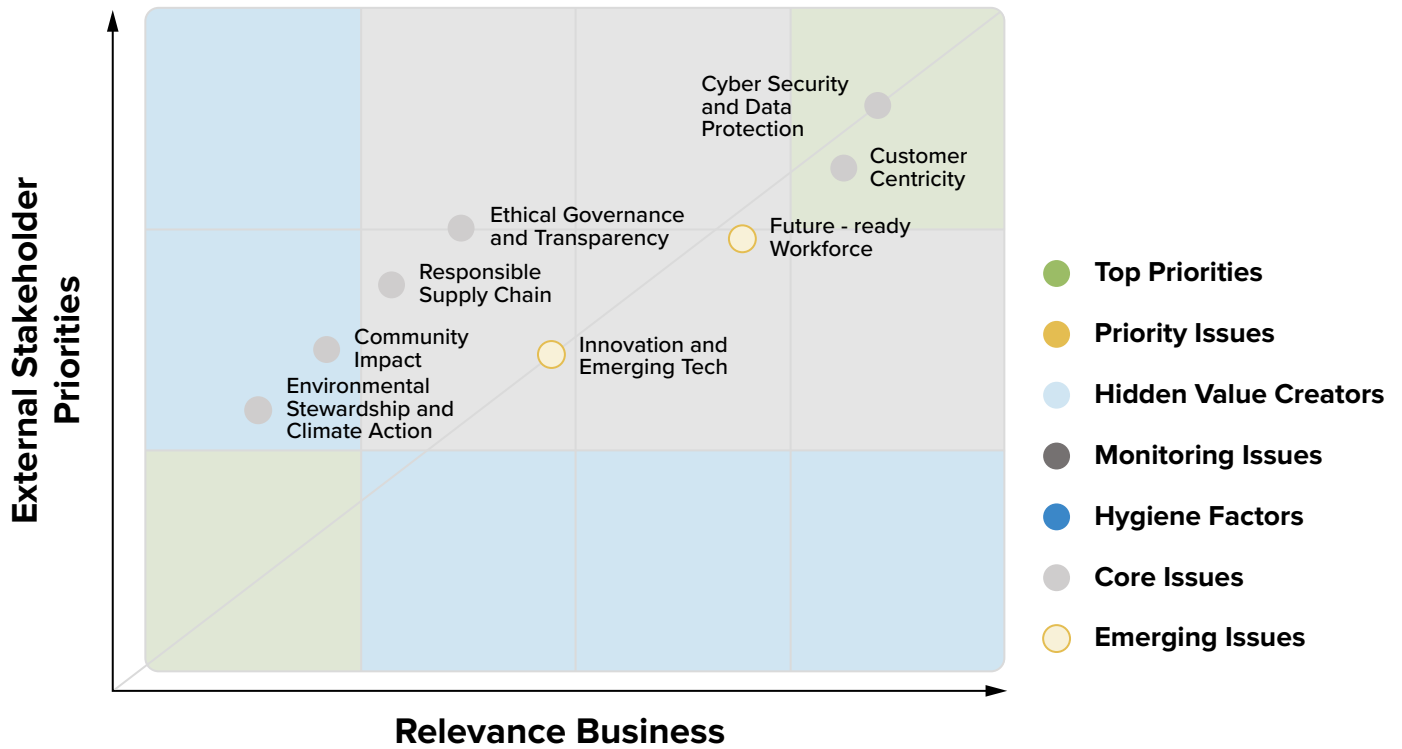 External Stakeholder
Priorities
Cyber Security
and Data
Protection
Customer
Centricity
Ethical Governance
and Transparency
Future - ready
Workforce
Responsible
Supply Chain
Community
Impact
Innovation and
Emerging Tech
Environmental
Stewardship and
Climate Action
Relevance Business
Top Priorities
Priority Issues
Hidden Value Creators
Monitoring Issues
Hygiene Factors
Core Issues
Emerging Issues